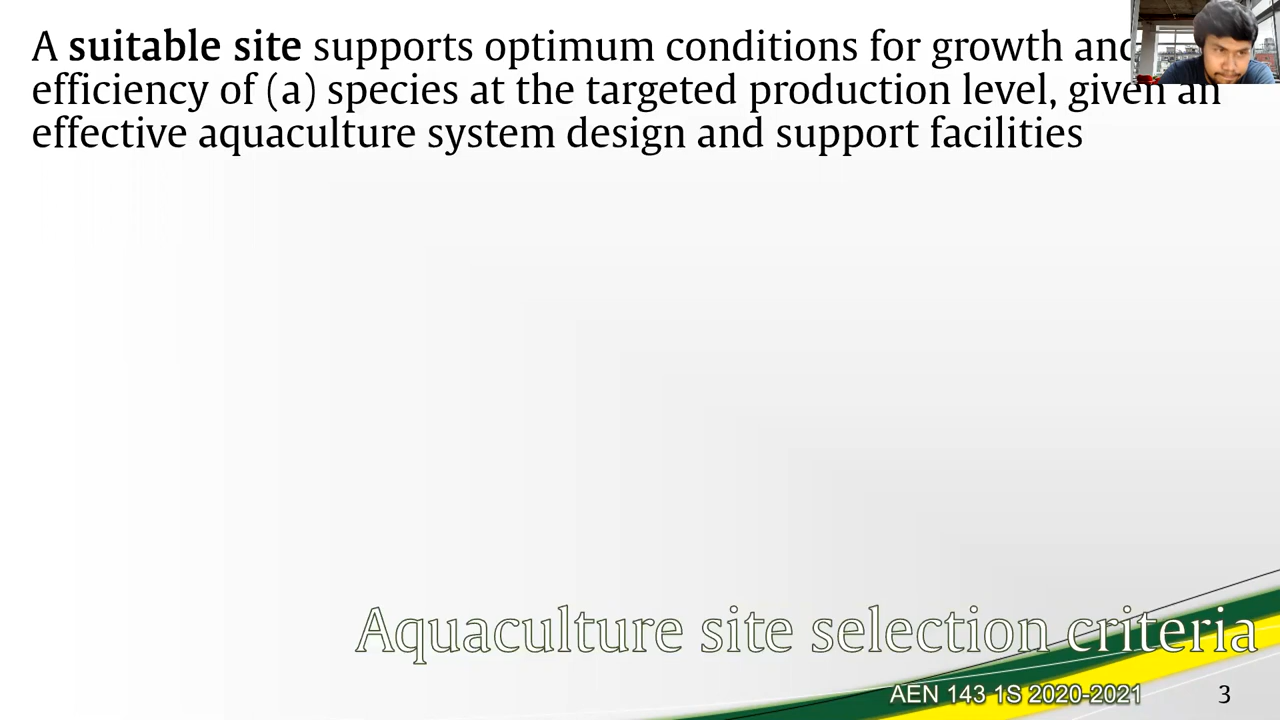 A suitable site supports optimum conditions for growth and
efficiency of (a) species at the targeted production level, given an
effective aquaculture system design and support facilities
Aquaculture site selection criteria
AEN 143 1S 2020-2021
3